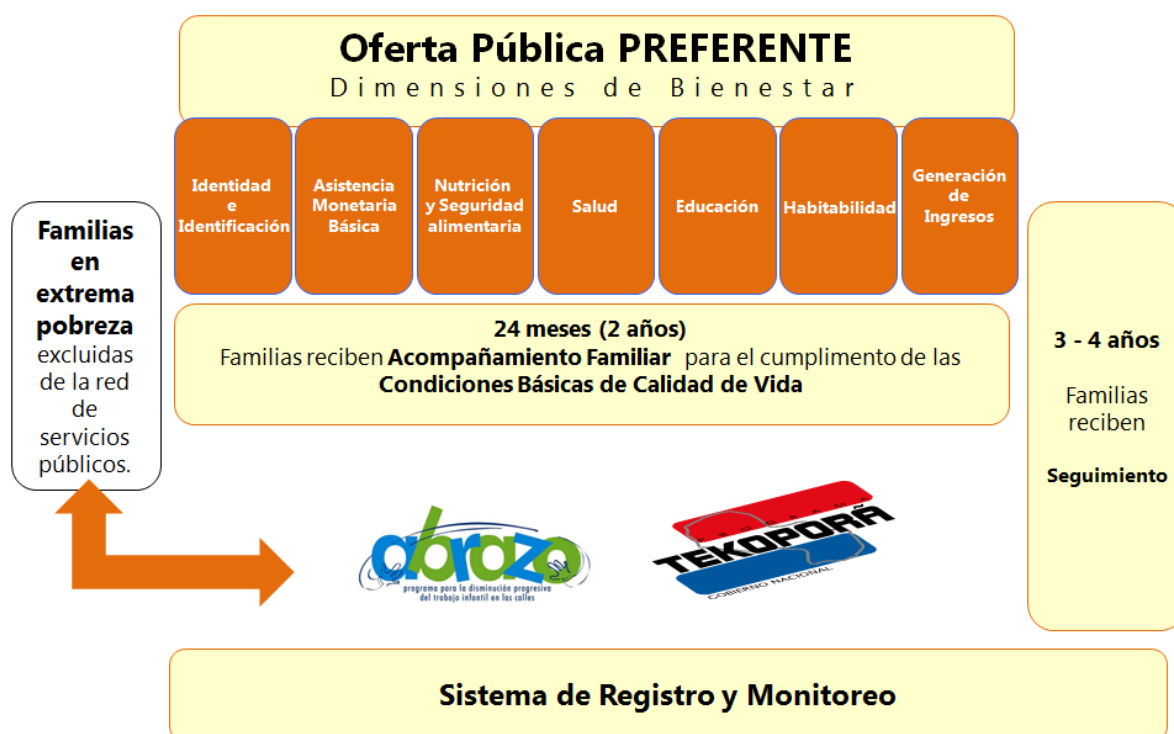 Oferta Pública PREFERENTE
Dimensiones de Bienestar
Identidad
e
Identificación
Asistencia
Monetaria
Básica
Nutrición
y Seguridad
alimentaria
Salud
Educación
Habitabilidad
Generación
de
Ingresos
Familias
en
extrema
pobreza
excluidas
de la red
de
servicios
públicos.
24 meses (2 años)
Familias reciben Acompañamiento Familiar para el cumplimento de las
Condiciones Básicas de Calidad de Vida
3 - 4 años
Familias
reciben
Seguimiento
abrazo
programa para la disminución progresiva
del trabajo infantil en las calles
PROGRAMA
TEKOPORÃ
GOBIERNO NACIONAL
Sistema de Registro y Monitoreo